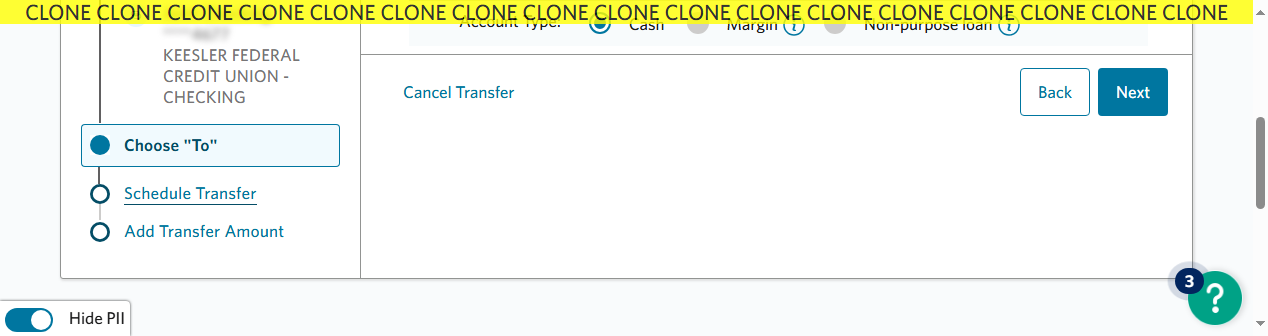 CLONE CLONE CLONE CLONE CLONE CLONE CLONE CLONE CLONE CLONE CLONE CLONE CLONE CLONE CLONE CLONE CLONE
Account Type: Cash Margin i Non-purpose loan i
KEESLER FEDERAL
CREDIT UNION -
CHECKING
Cancel Transfer
Back
Next
Choose "To"
Schedule Transfer
Add Transfer Amount
3
?
Hide PII